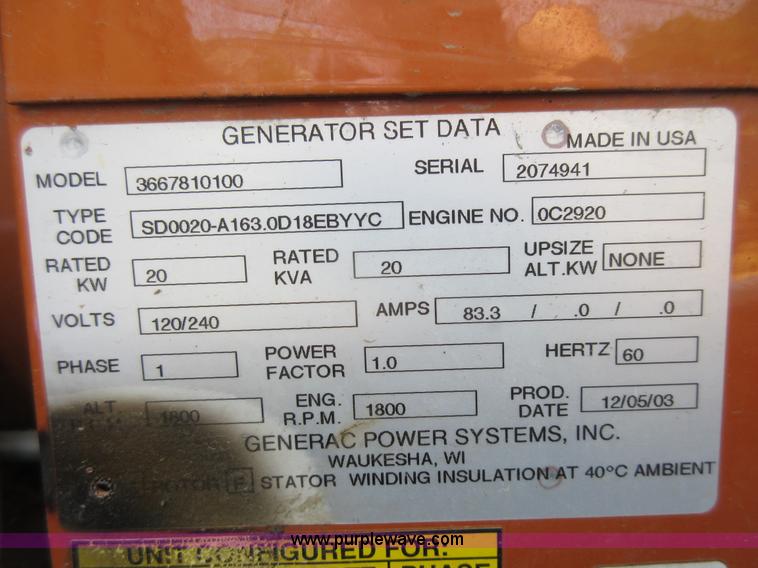 GENERATOR SET DATA
MADE IN USA
MODEL 3667810100 SERIAL 2074941
TYPE CODE SD0020-A163.0D18EBYYC ENGINE NO. 0C2920
RATED KW 20 RATED KVA 20 UPSIZE ALT.KW NONE
VOLTS 120/240 AMPS 83.3 / .0 / .0
PHASE 1 POWER FACTOR 1.0 HERTZ 60
ALT. 1800 ENG. R.P.M. 1800 PROD. DATE 12/05/03
GENERAC POWER SYSTEMS, INC.
WAUKESHA, WI
ROTOR F STATOR WINDING INSULATION AT 40°C AMBIENT
www.purplewave.com
UNIT CONFIGURED FOR:
PHASE